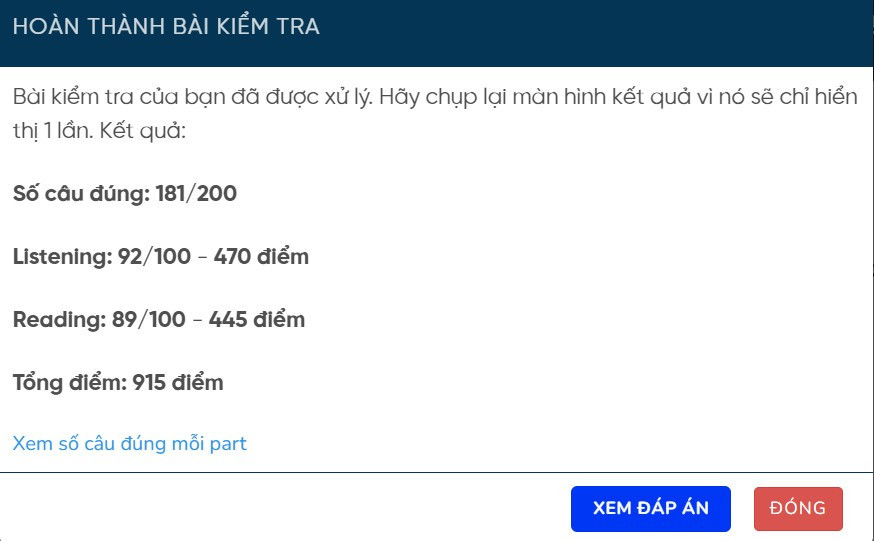 HOÀN THÀNH BÀI KIỂM TRA
Bài kiểm tra của bạn đã được xử lý. Hãy chụp lại màn hình kết quả vì nó sẽ chỉ hiển
thị 1 lần. Kết quả:
Số câu đúng: 181/200
Listening: 92/100 - 470 điểm
Reading: 89/100 - 445 điểm
Tổng điểm: 915 điểm
Xem số câu đúng mỗi part
XEM ĐÁP ÁN
ĐÓNG